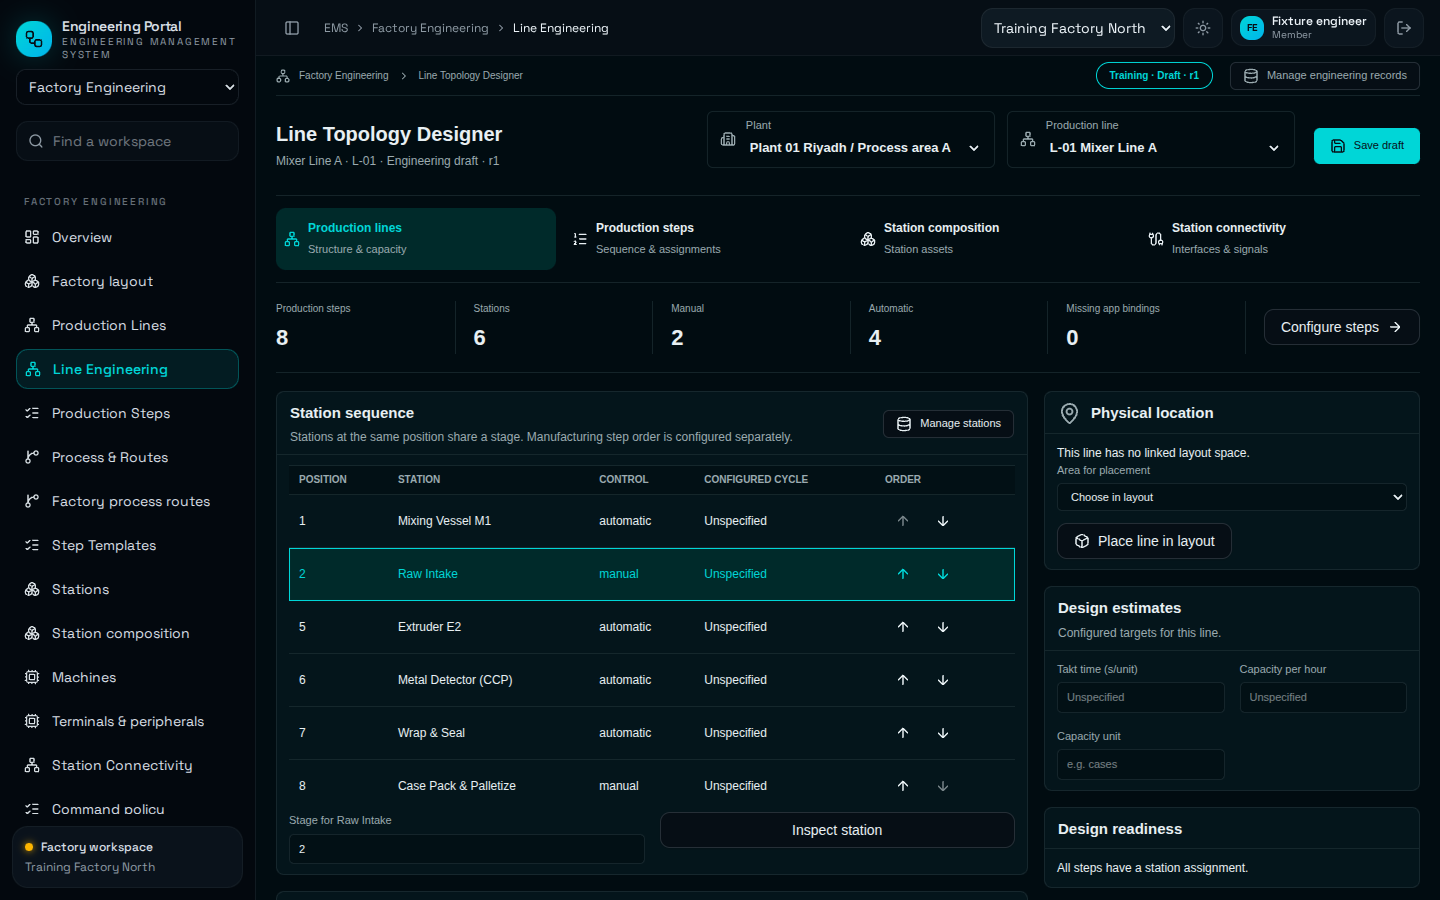 Engineering Portal
ENGINEERING MANAGEMENT
SYSTEM
Factory Engineering
Find a workspace
FACTORY ENGINEERING
Overview
Factory layout
Production Lines
Line Engineering
Production Steps
Process & Routes
Factory process routes
Step Templates
Stations
Station composition
Machines
Terminals & peripherals
Station Connectivity
Command policy
Factory workspace
Training Factory North
EMS > Factory Engineering > Line Engineering
Training Factory North
FE
Fixture engineer
Member
Factory Engineering > Line Topology Designer
Training · Draft · r1
Manage engineering records
Line Topology Designer
Mixer Line A · L-01 · Engineering draft · r1
Plant
Plant 01 Riyadh / Process area A
Production line
L-01 Mixer Line A
Save draft
Production lines
Structure & capacity
Production steps
Sequence & assignments
Station composition
Station assets
Station connectivity
Interfaces & signals
Production steps
8
Stations
6
Manual
2
Automatic
4
Missing app bindings
0
Configure steps
Station sequence
Stations at the same position share a stage. Manufacturing step order is configured separately.
Manage stations
POSITION STATION CONTROL CONFIGURED CYCLE ORDER
1 Mixing Vessel M1 automatic Unspecified
2 Raw Intake manual Unspecified
5 Extruder E2 automatic Unspecified
6 Metal Detector (CCP) automatic Unspecified
7 Wrap & Seal automatic Unspecified
8 Case Pack & Palletize manual Unspecified
Stage for Raw Intake
2
Inspect station
Physical location
This line has no linked layout space.
Area for placement
Choose in layout
Place line in layout
Design estimates
Configured targets for this line.
Takt time (s/unit)
Unspecified
Capacity per hour
Unspecified
Capacity unit
e.g. cases
Design readiness
All steps have a station assignment.